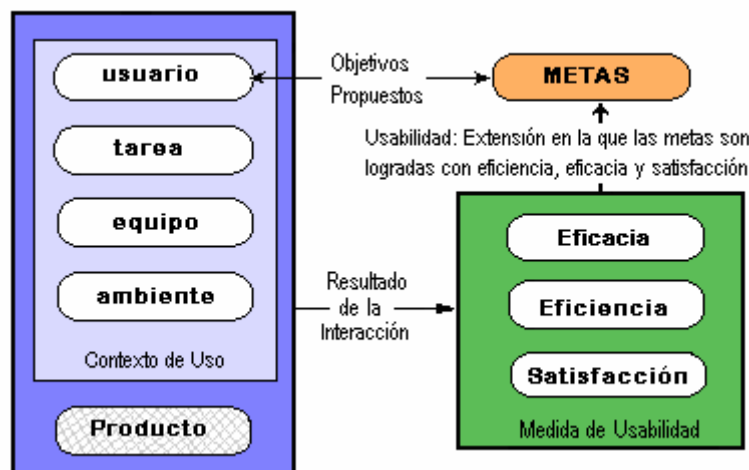 usuario
tarea
equipo
ambiente
Contexto de Uso
Producto
Objetivos
Propuestos
METAS
Usabilidad: Extensión en la que las metas son
logradas con eficiencia, eficacia y satisfacción
Resultado
de la
Interacción
Eficacia
Eficiencia
Satisfacción
Medida de Usabilidad